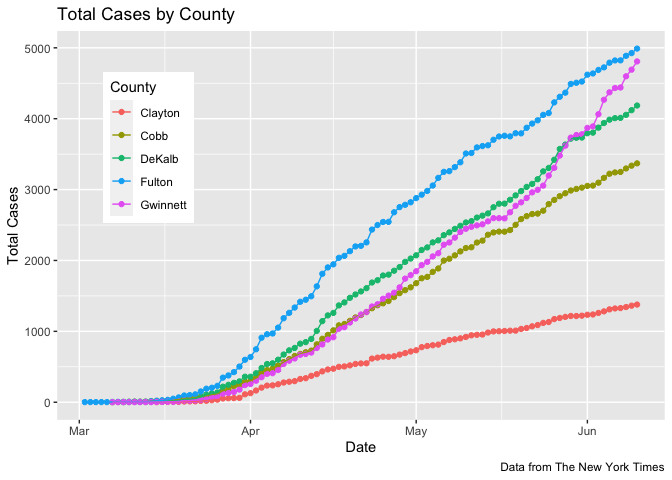 Total Cases by County
Total Cases
5000
4000
3000
2000
1000
0
County
Clayton
Cobb
DeKalb
Fulton
Gwinnett
Mar
Apr
May
Jun
Date
Data from The New York Times